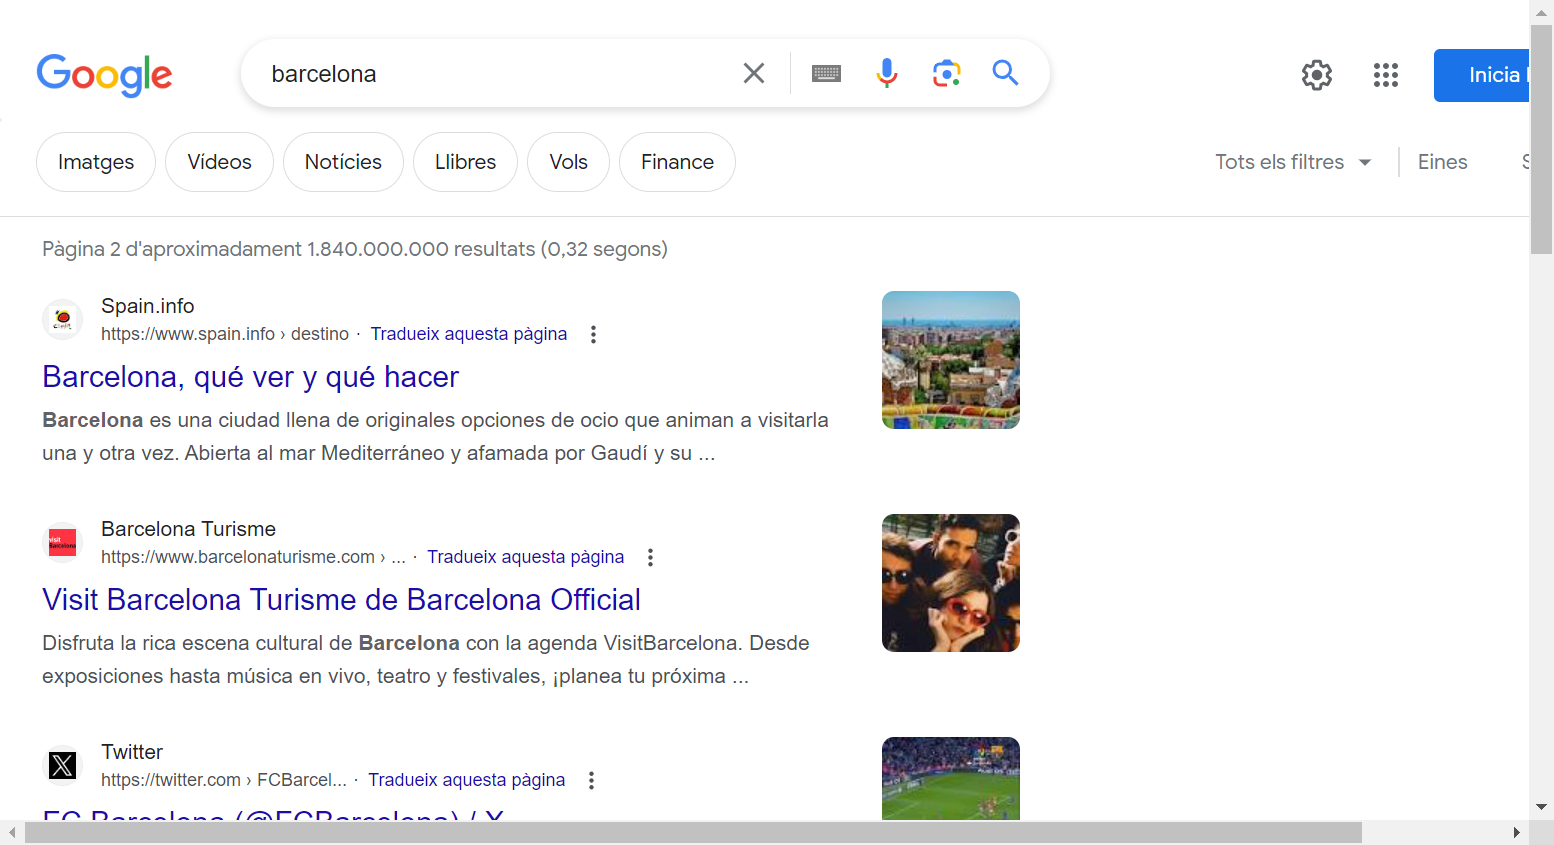 Google
barcelona
Inicia
Imatges
Vídeos
Notícies
Llibres
Vols
Finance
Tots els filtres
Eines
Pàgina 2 d'aproximadament 1.840.000.000 resultats (0,32 segons)
Spain.info
https://www.spain.info › destino · Tradueix aquesta pàgina
Barcelona, qué ver y qué hacer
Barcelona es una ciudad llena de originales opciones de ocio que animan a visitarla
una y otra vez. Abierta al mar Mediterráneo y afamada por Gaudí y su ...
visit
Barcelona
Barcelona Turisme
https://www.barcelonaturisme.com › ... · Tradueix aquesta pàgina
Visit Barcelona Turisme de Barcelona Official
Disfruta la rica escena cultural de Barcelona con la agenda VisitBarcelona. Desde
exposiciones hasta música en vivo, teatro y festivales, ¡planea tu próxima ...
Twitter
https://twitter.com › FCBarcel... · Tradueix aquesta pàgina
FC Barcelona (@FCBarcelona) / X